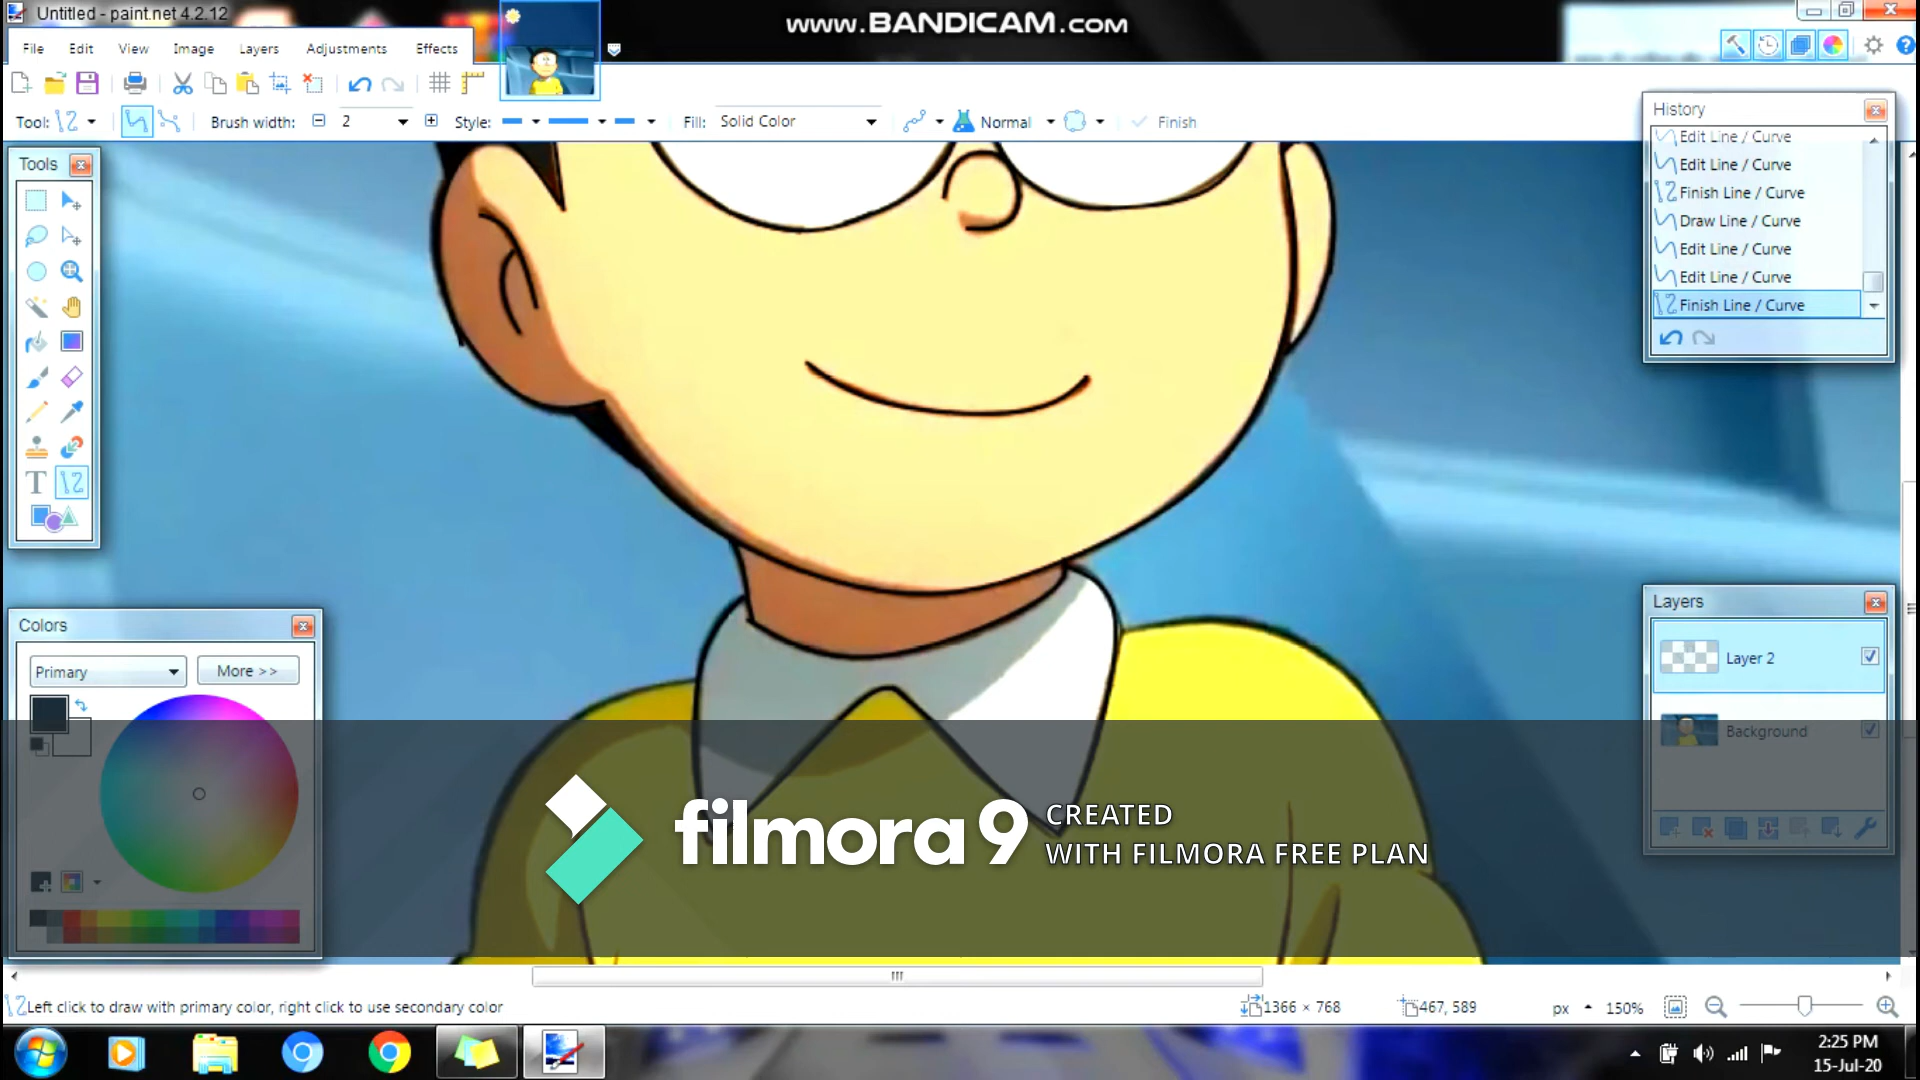 Untitled - paint.net 4.2.12
www.BANDICAM.com
File Edit View Image Layers Adjustments Effects
Tool: Brush width: 2 Style: Fill: Solid Color Normal Finish
Tools
History
Edit Line / Curve
Edit Line / Curve
Finish Line / Curve
Draw Line / Curve
Edit Line / Curve
Edit Line / Curve
Finish Line / Curve
Colors
Primary More >>
Layers
Layer 2
Background
filmora 9 CREATED
WITH FILMORA FREE PLAN
Left click to draw with primary color, right click to use secondary color
1366 × 768
467, 589
px
150%
2:25 PM
15-Jul-20